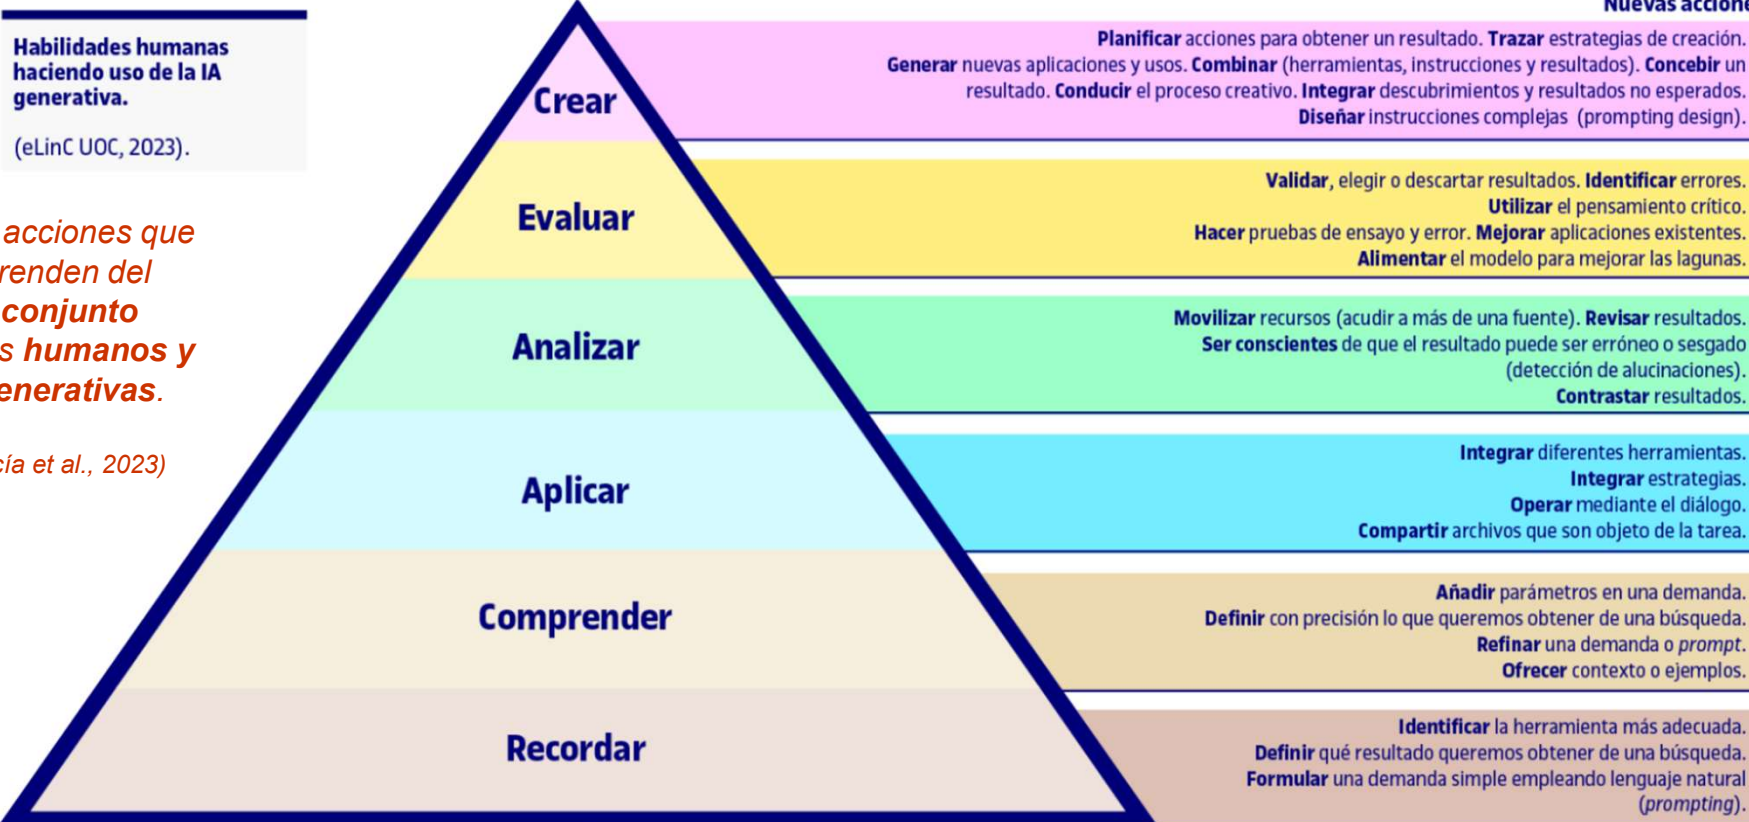 Habilidades humanas
haciendo uso de la IA
generativa.
(eLinC UOC, 2023).
acciones que
del
conjunto
humanos y
et al., 2023)
Nuevas
Crear
Planificar acciones para obtener un resultado. Trazar estrategias de creación.
Generar nuevas aplicaciones y usos. Combinar (herramientas, instrucciones y resultados). Concebir un
resultado. Conducir el proceso creativo. Integrar descubrimientos y resultados no esperados.
Diseñar instrucciones complejas (prompting design).
Evaluar
Validar, elegir o descartar resultados. Identificar errores.
Utilizar el pensamiento crítico.
Hacer pruebas de ensayo y error. Mejorar aplicaciones existentes.
Alimentar el modelo para mejorar las lagunas.
Analizar
Movilizar recursos (acudir a más de una fuente). Revisar resultados.
Ser conscientes de que el resultado puede ser erróneo o sesgado
(detección de alucinaciones).
Contrastar resultados.
Aplicar
Integrar diferentes herramientas.
Integrar estrategias.
Operar mediante el diálogo.
Compartir archivos que son objeto de la tarea.
Comprender
Añadir parámetros en una demanda.
Definir con precisión lo que queremos obtener de una búsqueda.
Refinar una demanda o prompt.
Ofrecer contexto o ejemplos.
Recordar
Identificar la herramienta más adecuada.
Definir qué resultado queremos obtener de una búsqueda.
Formular una demanda simple empleando lenguaje natural
(prompting).